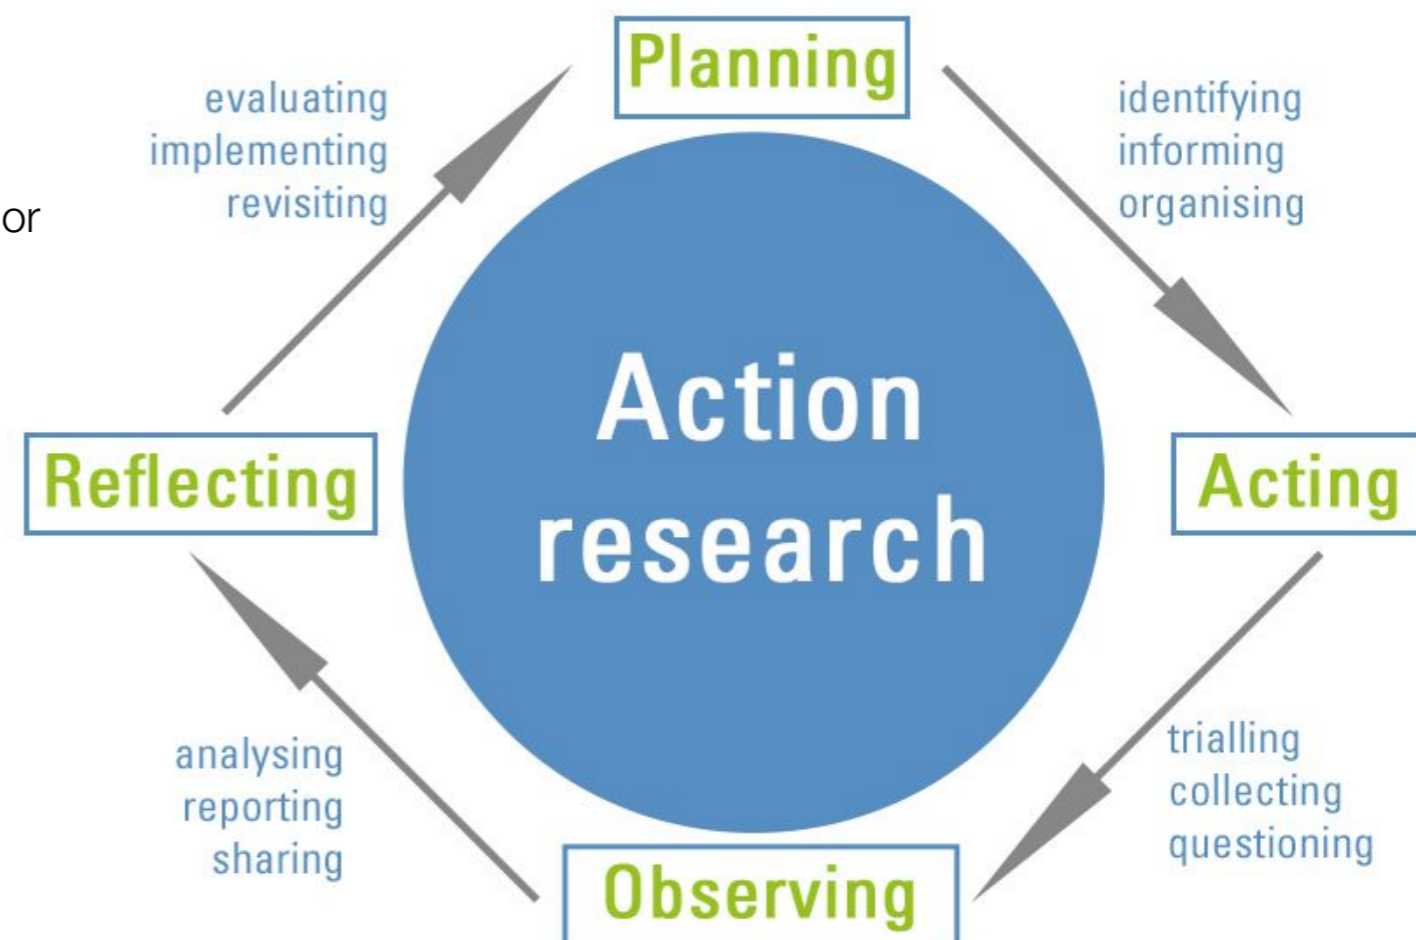 Planning
evaluating
implementing
revisiting
identifying
informing
organising
or
Action
research
Reflecting
Acting
analysing
reporting
sharing
trialling
collecting
questioning
Observing